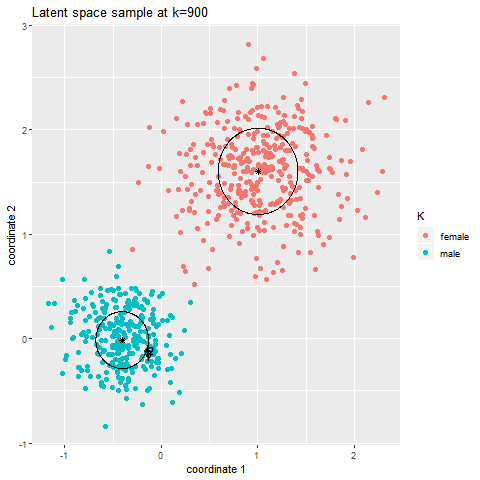 Latent space sample at k=900
3
2
1
0
-1
coordinate 2
-1
0
1
2
coordinate 1
K
female
male